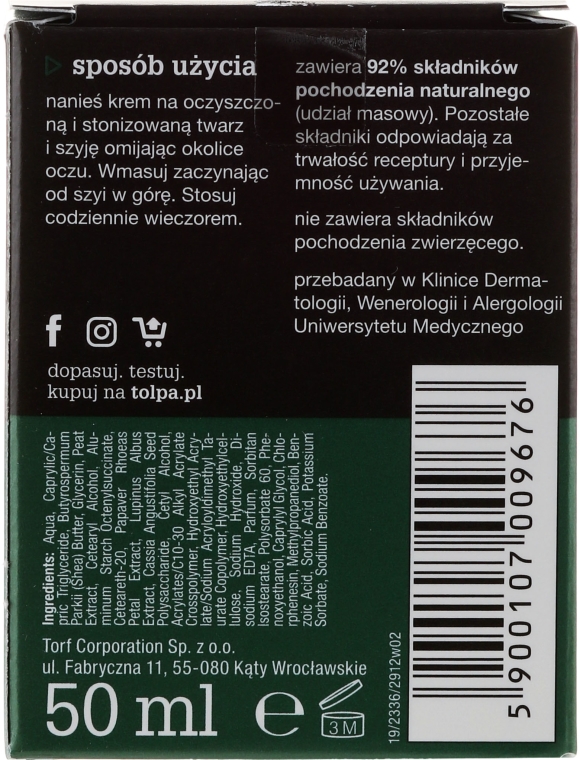 sposób użycia
nanieś krem na oczyszczo-
ną i stonizowaną twarz
i szyję omijając okolice
oczu. Wmasuj zaczynając
od szyi w górę. Stosuj
codziennie wieczorem.
zawiera 92% składników
pochodzenia naturalnego
(udział masowy). Pozostałe
składniki odpowiadają za
trwałość receptury i przyje-
mność używania.
nie zawiera składników
pochodzenia zwierzęcego.
przebadany w Klinice Derma-
tologii, Wenerologii i Alergologii
Uniwersytetu Medycznego
f
dopasuj. testuj.
kupuj na tolpa.pl
Ingredients: Aqua, Caprylic/Ca-
pric Triglyceride, Butyrospermum
Parkii (Shea) Butter, Glycerin, Peat
Extract, Cetearyl Alcohol, Alu-
minum Starch Octenylsuccinate,
Ceteareth-20, Papaver Rhoeas
Petal Extract, Lupinus Albus
Extract, Cassia Angustifolia Seed
Polysaccharide, Cetyl Alcohol,
Acrylates/C10-30 Alkyl Acrylate
Crosspolymer, Hydroxyethyl Acry-
late/Sodium Acryloyldimethyl Ta-
urate Copolymer, Hydroxyethylcel-
lulose, Sodium Hydroxide, Di-
sodium EDTA, Parfum, Sorbitan
Isostearate, Polysorbate 60, Phe-
noxyethanol, Caprylyl Glycol, Chlo-
rphenesin, Methylpropanediol, Ben-
zoic Acid, Sorbic Acid, Potassium
Sorbate, Sodium Benzoate.
Torf Corporation Sp. z o.o.
ul. Fabryczna 11, 55-080 Kąty Wrocławskie
50 ml e 3M
19/2336/2912w02
5 900107 009676